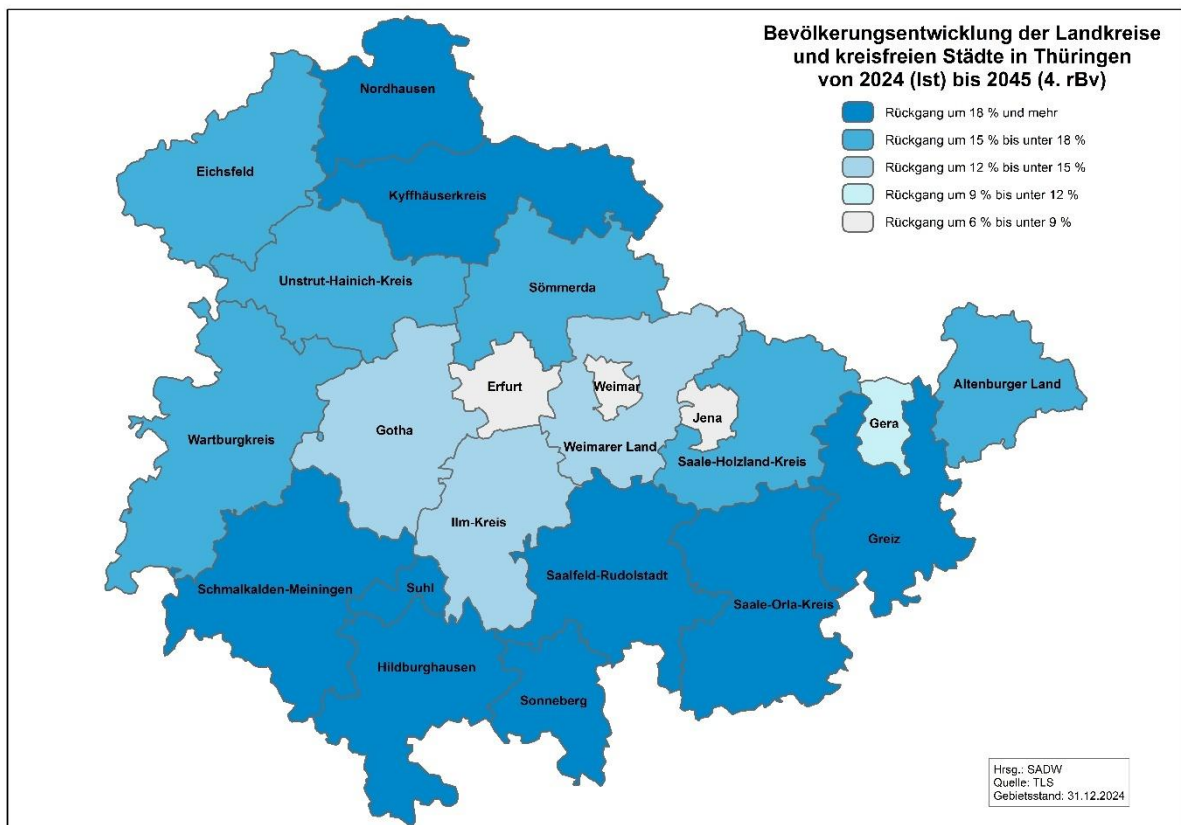 Bevölkerungsentwicklung der Landkreise
und kreisfreien Städte in Thüringen
von 2024 (Ist) bis 2045 (4. rBv)
Rückgang um 18 % und mehr
Rückgang um 15 % bis unter 18 %
Rückgang um 12 % bis unter 15 %
Rückgang um 9 % bis unter 12 %
Rückgang um 6 % bis unter 9 %
Nordhausen
Eichsfeld
Kyffhäuserkreis
Unstrut-Hainich-Kreis
Sömmerda
Erfurt
Weimar
Altenburger Land
Jena
Gera
Wartburgkreis
Gotha
Weimarer Land
Saale-Holzland-Kreis
Ilm-Kreis
Greiz
Schmalkalden-Meiningen
Suhl
Saalfeld-Rudolstadt
Saale-Orla-Kreis
Hildburghausen
Sonneberg
Hrsg.: SADW
Quelle: TLS
Gebietsstand: 31.12.2024